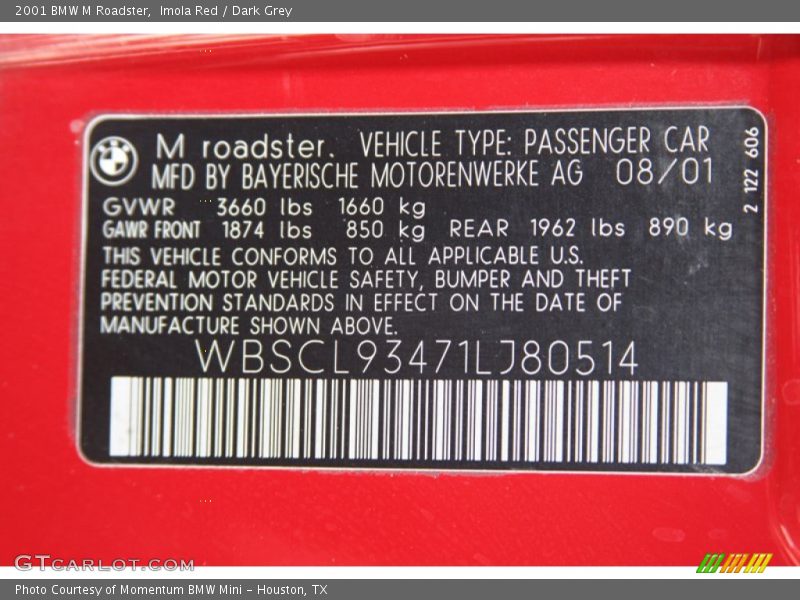 2001 BMW M Roadster, Imola Red / Dark Grey
M roadster. VEHICLE TYPE: PASSENGER CAR
MFD BY BAYERISCHE MOTORENWERKE AG 08/01
2 122 606
GVWR 3660 lbs 1660 kg
GAWR FRONT 1874 lbs 850 kg REAR 1962 lbs 890 kg
THIS VEHICLE CONFORMS TO ALL APPLICABLE U.S.
FEDERAL MOTOR VEHICLE SAFETY, BUMPER AND THEFT
PREVENTION STANDARDS IN EFFECT ON THE DATE OF
MANUFACTURE SHOWN ABOVE.
WBSCL93471LJ80514
GTCARLOT.COM
Photo Courtesy of Momentum BMW Mini - Houston, TX